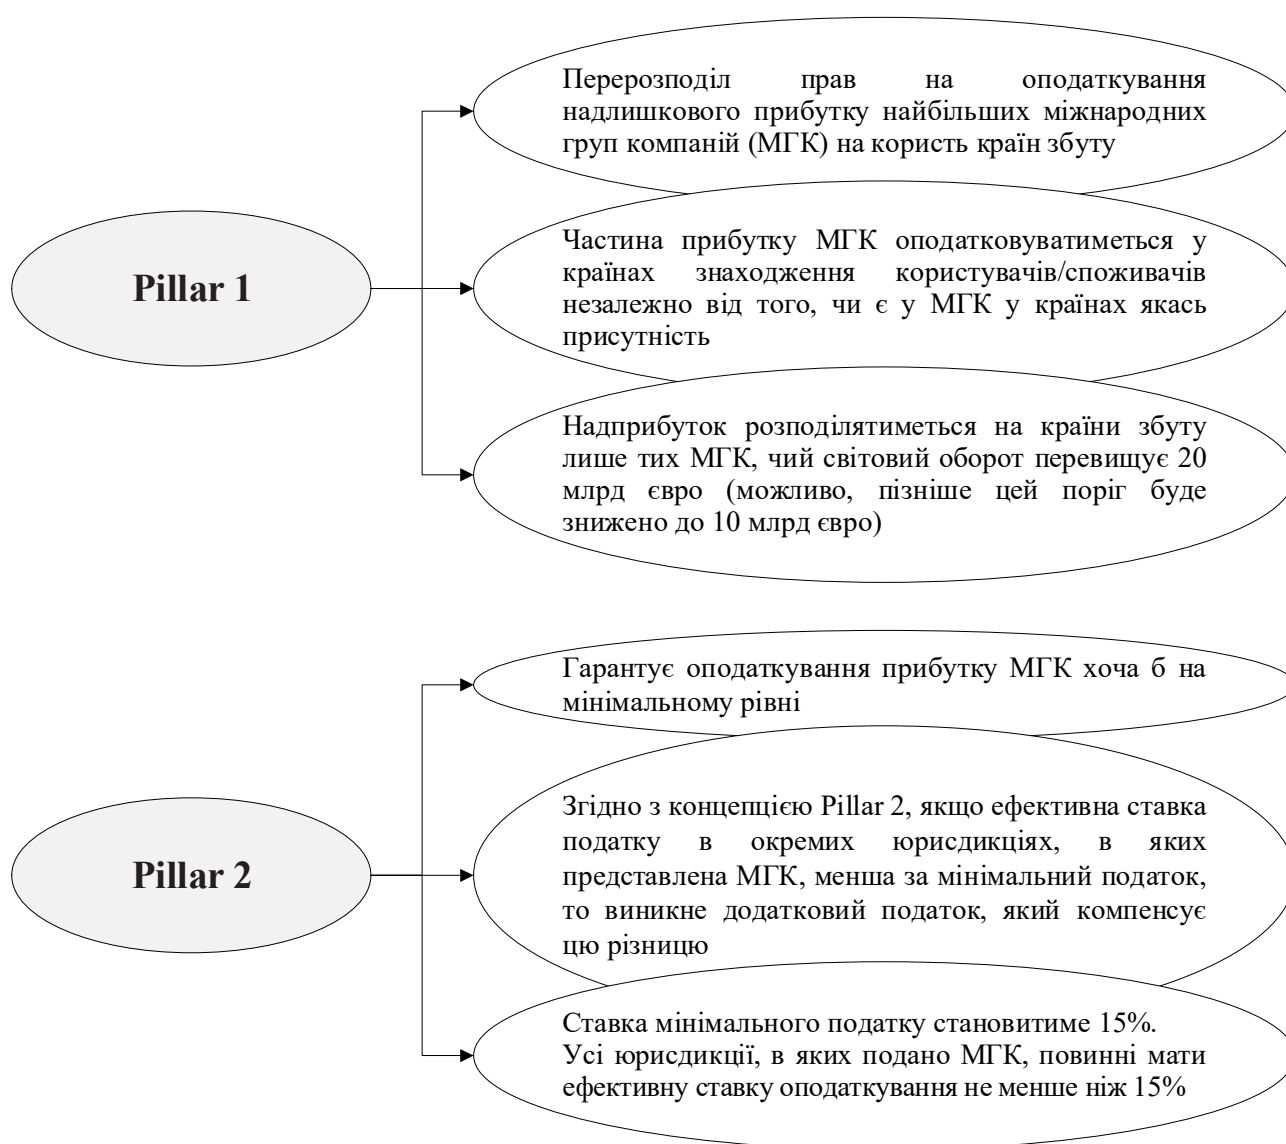 Перерозподіл прав на оподаткування
надлишкового прибутку найбільших міжнародних
груп компаній (МГК) на користь країн збуту
Pillar 1
Частина прибутку МГК оподатковуватиметься у
країнах знаходження користувачів/споживачів
незалежно від того, чи є у МГК у країнах якась
присутність
Надприбуток розподілятиметься на країни збуту
лише тих МГК, чий світовий оборот перевищує 20
млрд євро (можливо, пізніше цей поріг буде
знижено до 10 млрд євро)
Гарантує оподаткування прибутку МГК хоча б на
мінімальному рівні
Pillar 2
Згідно з концепцією Pillar 2, якщо ефективна ставка
податку в окремих юрисдикціях, в яких
представлена МГК, менша за мінімальний податок,
то виникне додатковий податок, який компенсує
цю різницю
Ставка мінімального податку становитиме 15%.
Усі юрисдикції, в яких подано МГК, повинні мати
ефективну ставку оподаткування не менше ніж 15%